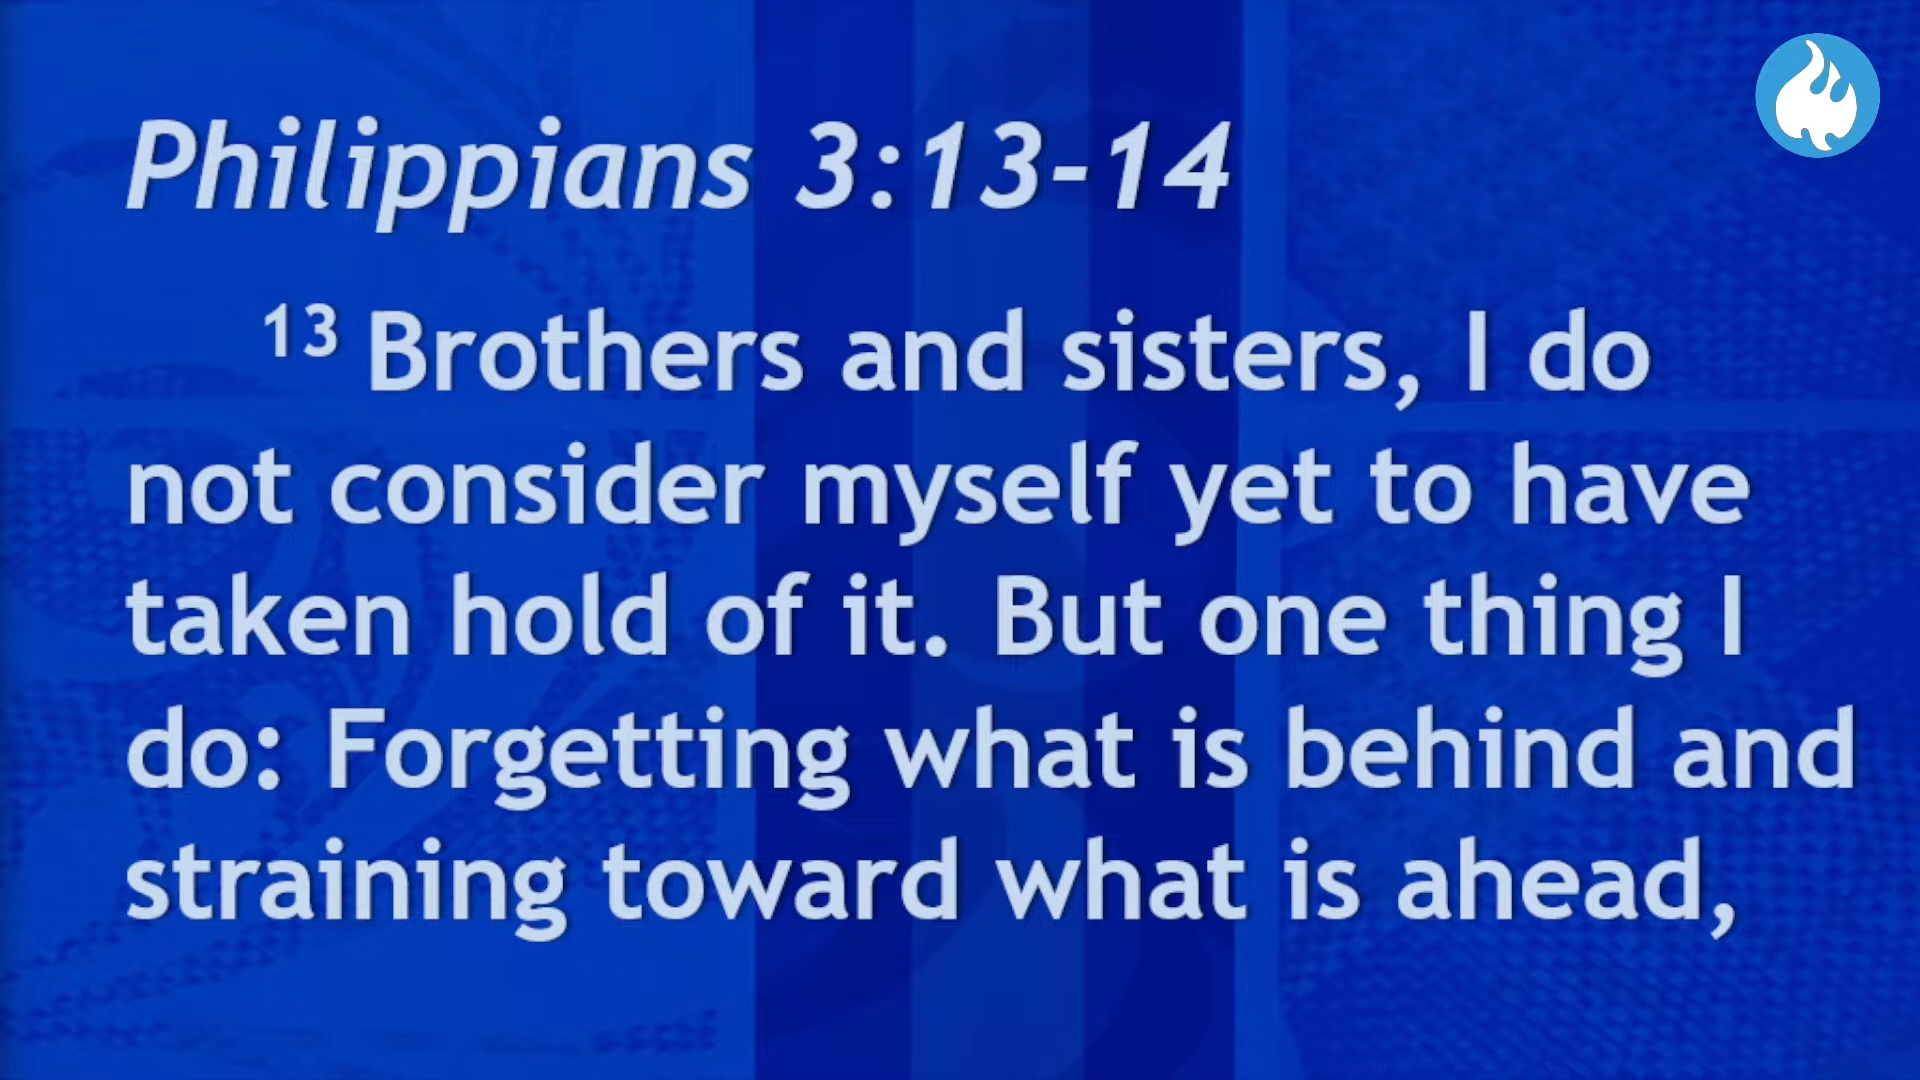 Philippians 3:13-14
13 Brothers and sisters, I do
not consider myself yet to have
taken hold of it. But one thing I
do: Forgetting what is behind and
straining toward what is ahead,